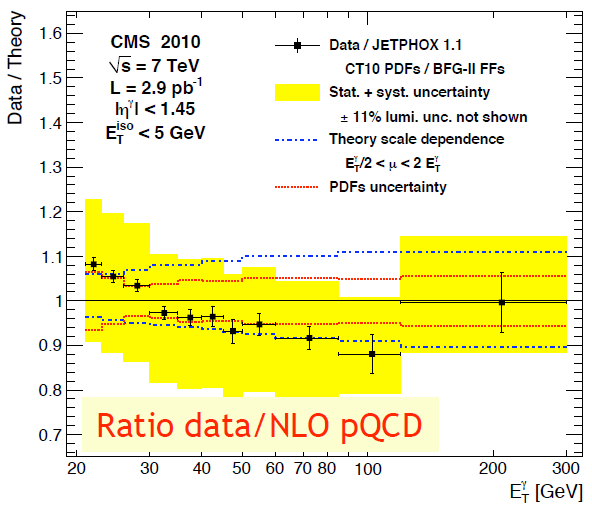 Data / Theory
1.6
1.5
1.4
1.3
1.2
1.1
1
0.9
0.8
0.7
CMS 2010
√s = 7 TeV
L = 2.9 pb⁻¹
|η^γ| < 1.45
E_T^iso < 5 GeV
Data / JETPHOX 1.1
CT10 PDFs / BFG-II FFs
Stat. + syst. uncertainty
± 11% lumi. unc. not shown
Theory scale dependence
E_T^γ/2 < μ < 2 E_T^γ
PDFs uncertainty
Ratio data/NLO pQCD
20 30 40 50 60 70 80 100 200 300
E_T^γ [GeV]